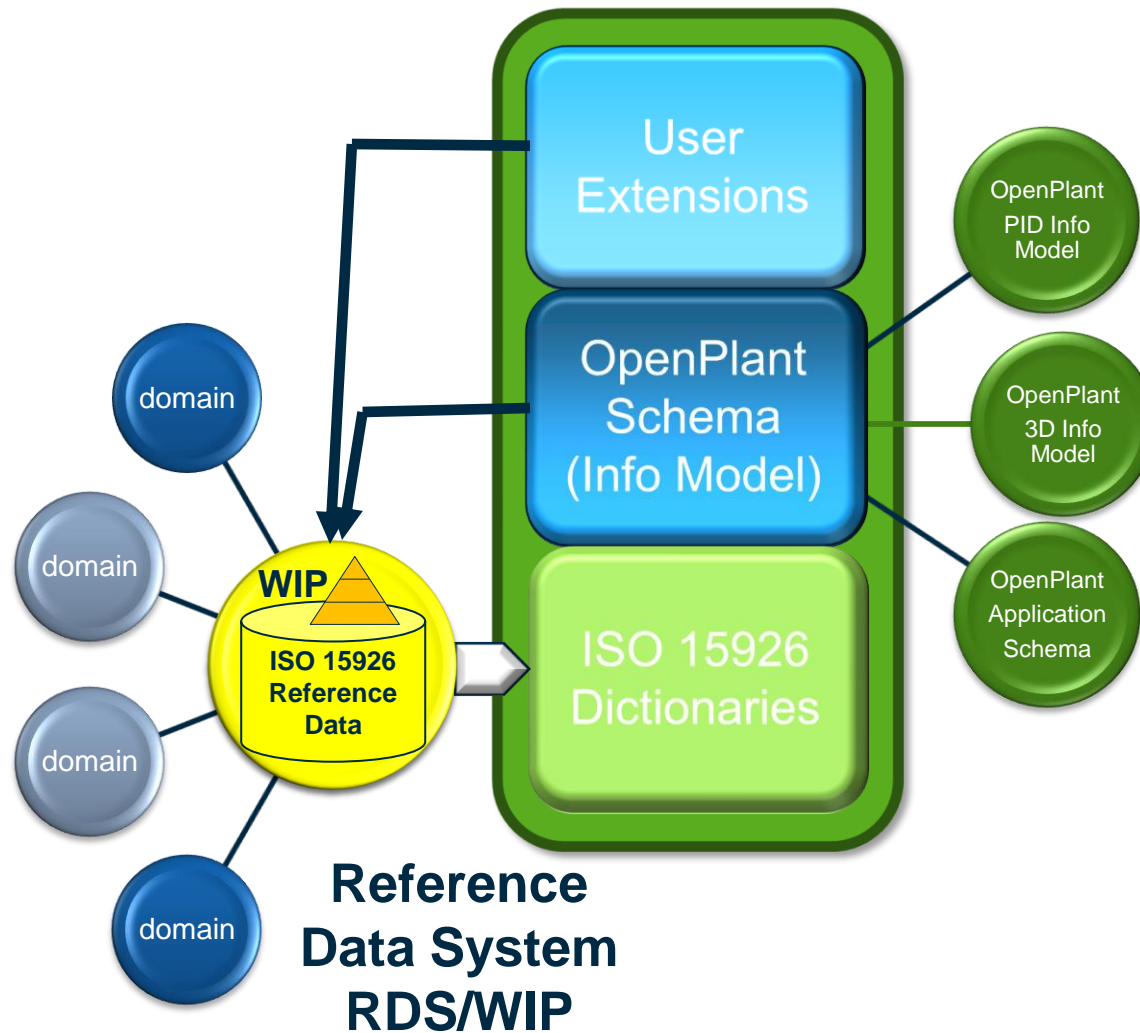 User
Extensions
OpenPlant
Schema
(Info Model)
ISO 15926
Dictionaries
OpenPlant
PID Info
Model
OpenPlant
3D Info
Model
OpenPlant
Application
Schema
domain
domain
domain
domain
WIP
ISO 15926
Reference
Data
Reference
Data System
RDS/WIP